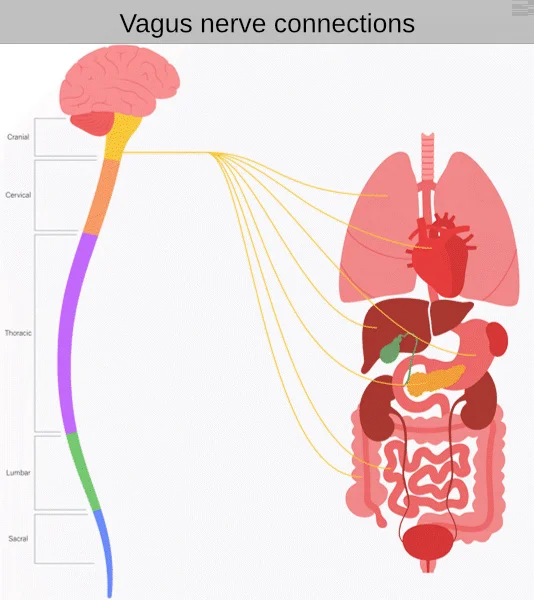 Vagus nerve connections
Cranial
Cervical
Thoracic
Lumbar
Sacral